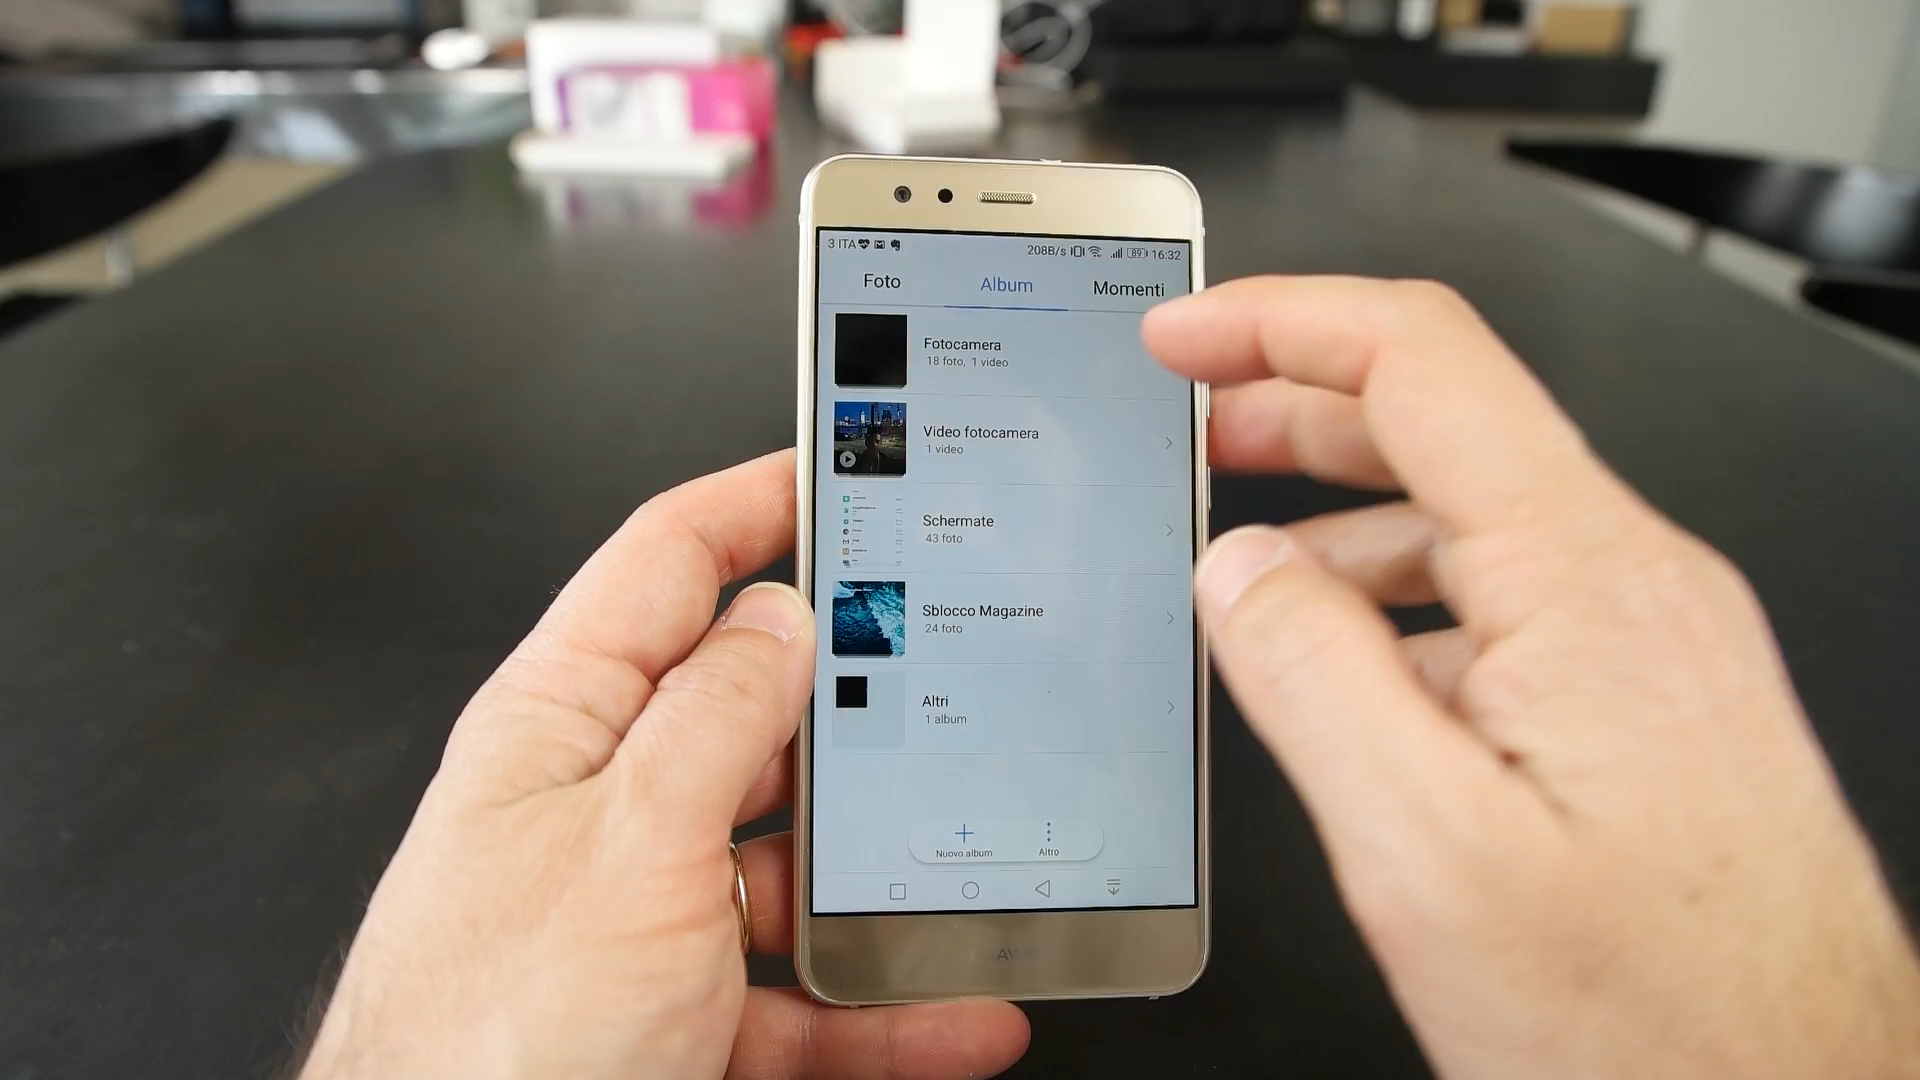 3 ITA
208B/s 89 16:32
Foto Album Momenti
Fotocamera
18 foto, 1 video
Video fotocamera
1 video
Schermate
43 foto
Sblocco Magazine
24 foto
Altri
1 album
Nuovo album Altro